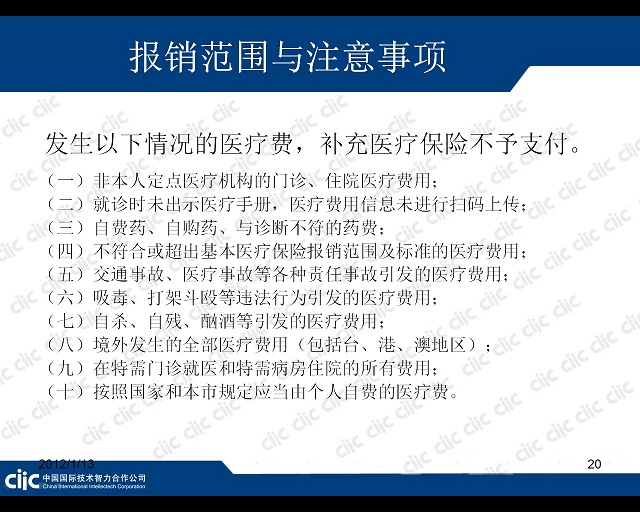 报销范围与注意事项
发生以下情况的医疗费，补充医疗保险不予支付。
（一）非本人定点医疗机构的门诊、住院医疗费用；
（二）就诊时未出示医疗手册，医疗费用信息未进行扫码上传；
（三）自费药、自购药、与诊断不符的药费；
（四）不符合或超出基本医疗保险报销范围及标准的医疗费用；
（五）交通事故、医疗事故等各种责任事故引发的医疗费用；
（六）吸毒、打架斗殴等违法行为引发的医疗费用；
（七）自杀、自残、酗酒等引发的医疗费用；
（八）境外发生的全部医疗费用（包括台、港、澳地区）；
（九）在特需门诊就医和特需病房住院的所有费用；
（十）按照国家和本市规定应当由个人自费的医疗费。
2012/1/13
20
ciic 中国国际技术智力合作公司
China International Intellectech Corporation